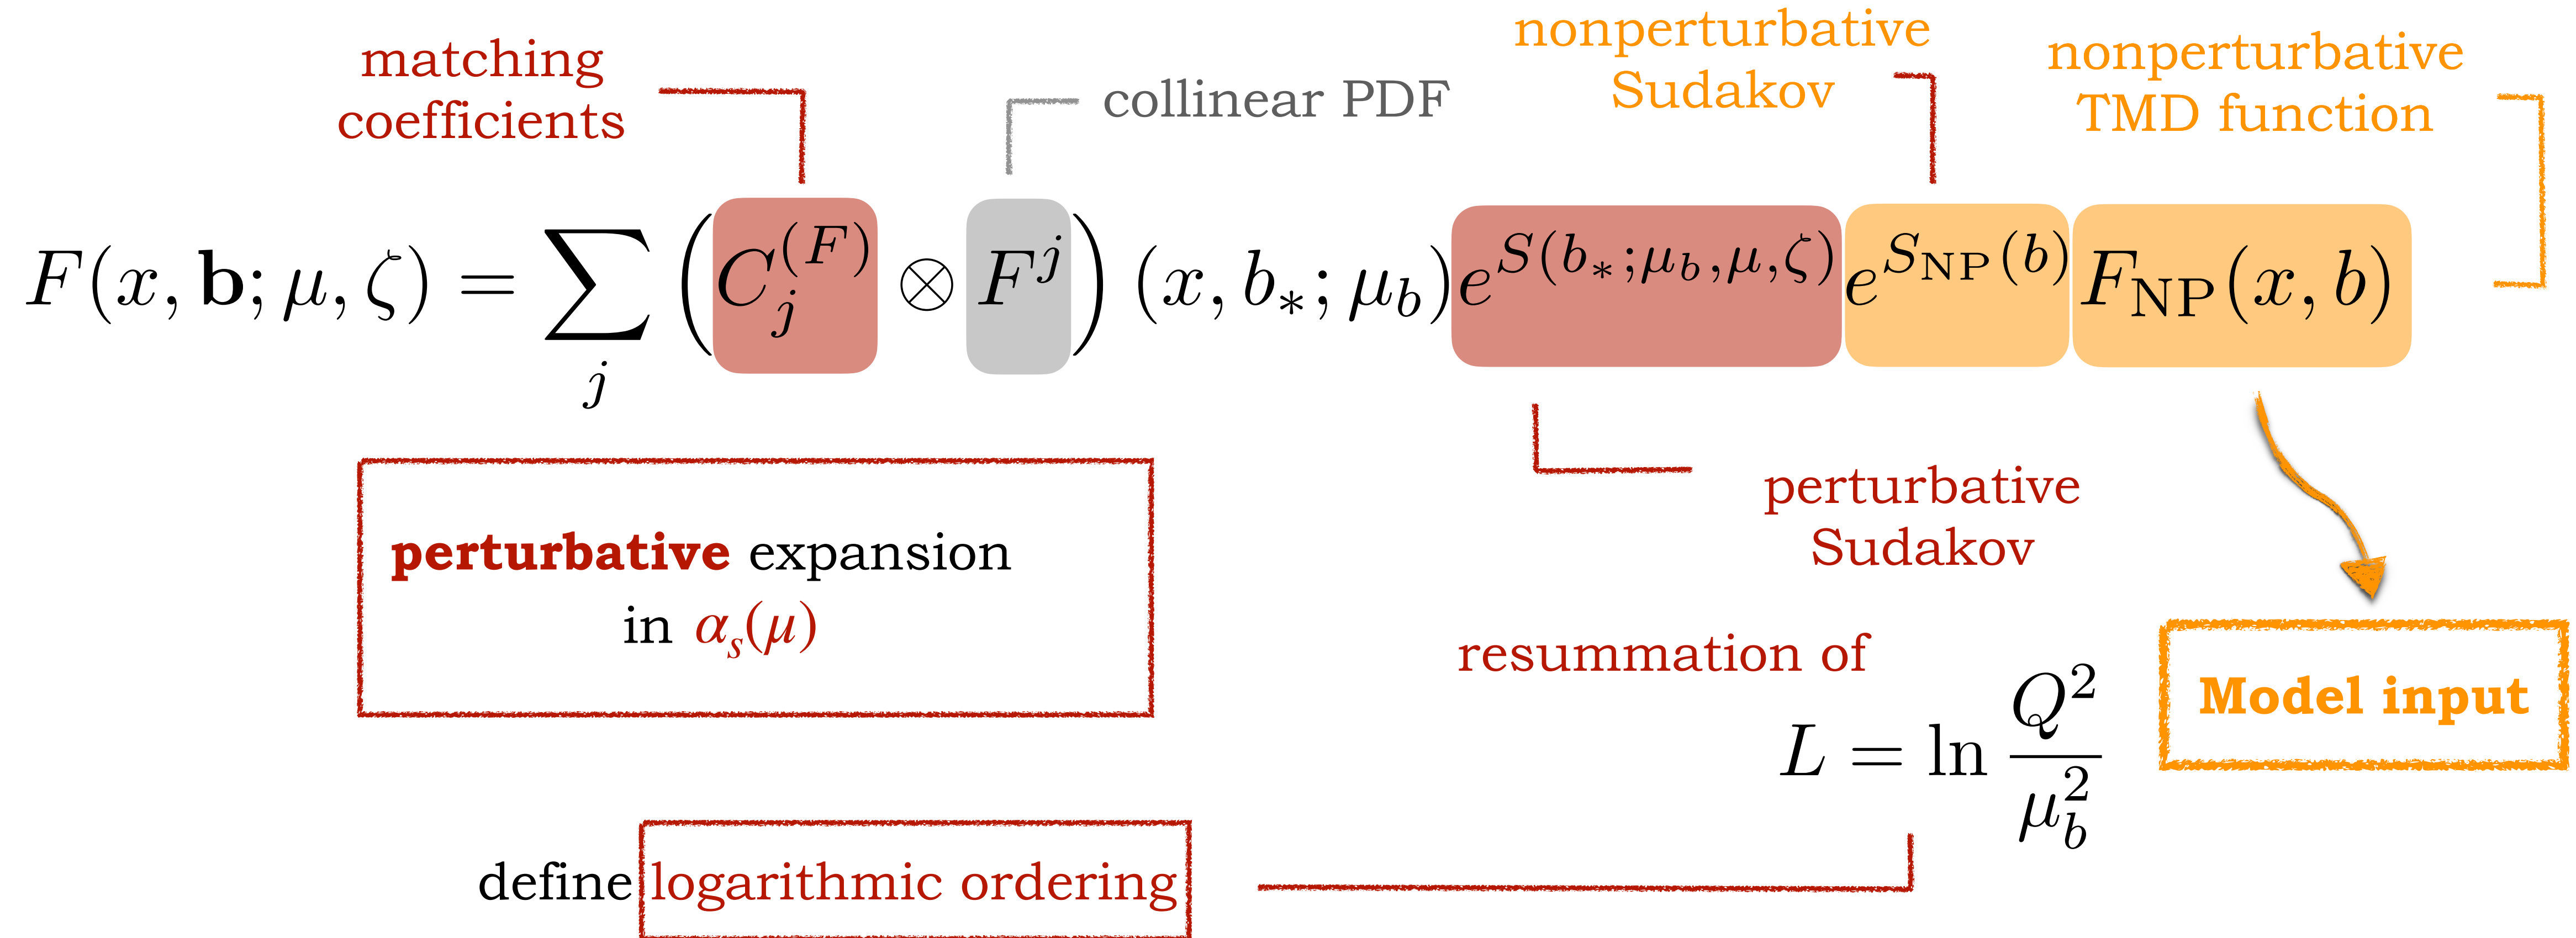 matching
coefficients
collinear PDF
nonperturbative
Sudakov
nonperturbative
TMD function
F(x, b; μ, ζ) = ∑_j (C_j^{(F)} ⊗ F^j) (x, b_*; μ_b) e^{S(b_*; μ_b, μ, ζ)} e^{S_NP(b)} F_NP(x, b)
perturbative
Sudakov
perturbative expansion
in α_s(μ)
resummation of
L = ln Q²/μ_b²
Model input
define logarithmic ordering